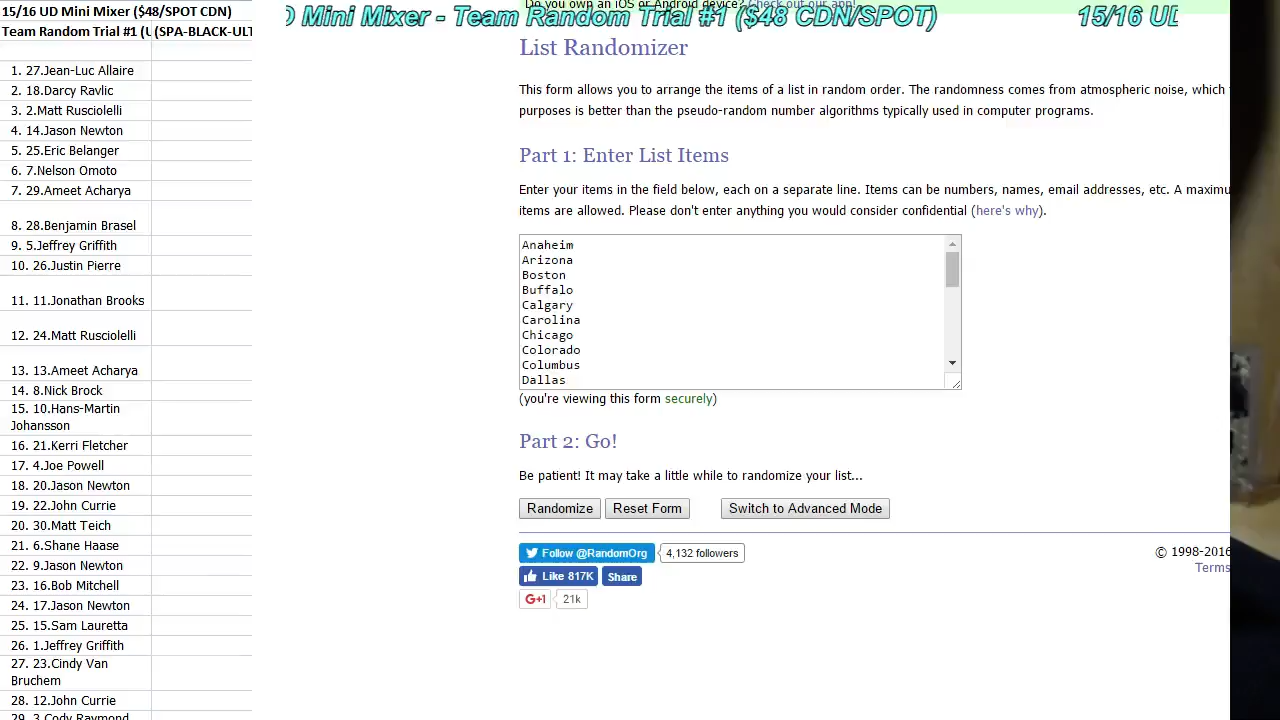 15/16 UD Mini Mixer ($48/SPOT CDN)
Team Random Trial #1 (U (SPA-BLACK-ULT
1. 27.Jean-Luc Allaire
2. 18.Darcy Ravlic
3. 2.Matt Rusciolelli
4. 14.Jason Newton
5. 25.Eric Belanger
6. 7.Nelson Omoto
7. 29.Ameet Acharya
8. 28.Benjamin Brasel
9. 5.Jeffrey Griffith
10. 26.Justin Pierre
11. 11.Jonathan Brooks
12. 24.Matt Rusciolelli
13. 13.Ameet Acharya
14. 8.Nick Brock
15. 10.Hans-Martin
Johansson
16. 21.Kerri Fletcher
17. 4.Joe Powell
18. 20.Jason Newton
19. 22.John Currie
20. 30.Matt Teich
21. 6.Shane Haase
22. 9.Jason Newton
23. 16.Bob Mitchell
24. 17.Jason Newton
25. 15.Sam Lauretta
26. 1.Jeffrey Griffith
27. 23.Cindy Van
Bruchem
28. 12.John Currie
29. 3.Cody Raymond
Do you own an iOS or Android device? Check out our app!
D Mini Mixer - Team Random Trial #1 ($48 CDN/SPOT) 15/16 UD
List Randomizer
This form allows you to arrange the items of a list in random order. The randomness comes from atmospheric noise, which
purposes is better than the pseudo-random number algorithms typically used in computer programs.
Part 1: Enter List Items
Enter your items in the field below, each on a separate line. Items can be numbers, names, email addresses, etc. A maximu
items are allowed. Please don't enter anything you would consider confidential (here's why).
Anaheim
Arizona
Boston
Buffalo
Calgary
Carolina
Chicago
Colorado
Columbus
Dallas
(you're viewing this form securely)
Part 2: Go!
Be patient! It may take a little while to randomize your list...
Randomize Reset Form Switch to Advanced Mode
Follow @RandomOrg 4,132 followers
Like 817K Share
G+1 21k
© 1998-2016
Terms